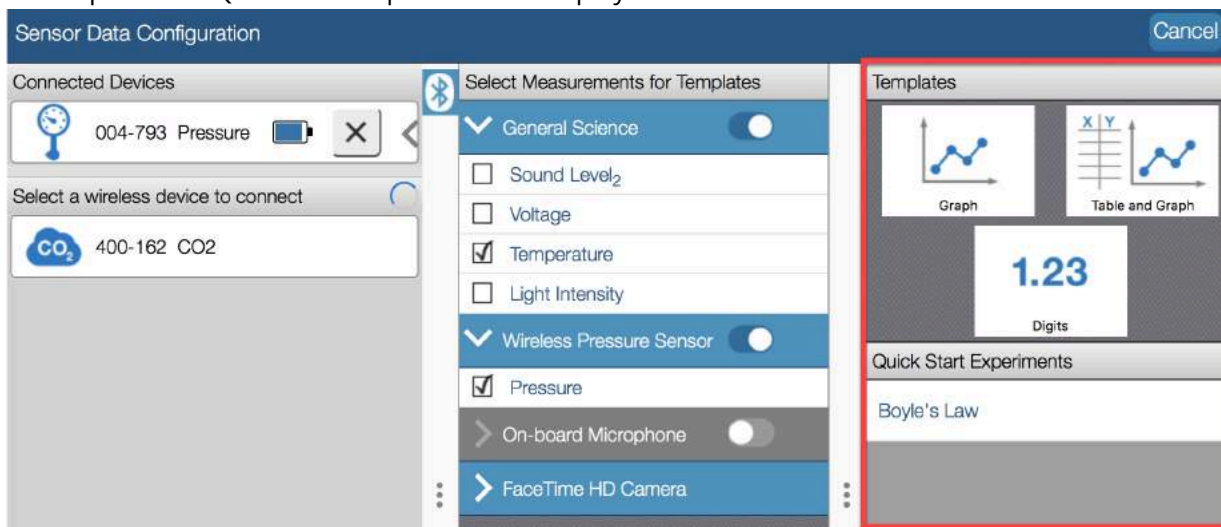 Sensor Data Configuration
Cancel
Connected Devices
004-793 Pressure
Select a wireless device to connect
CO2
400-162 CO2
Select Measurements for Templates
General Science
Sound Level2
Voltage
Temperature
Light Intensity
Wireless Pressure Sensor
Pressure
On-board Microphone
FaceTime HD Camera
Templates
Graph
X Y
Table and Graph
1.23
Digits
Quick Start Experiments
Boyle's Law